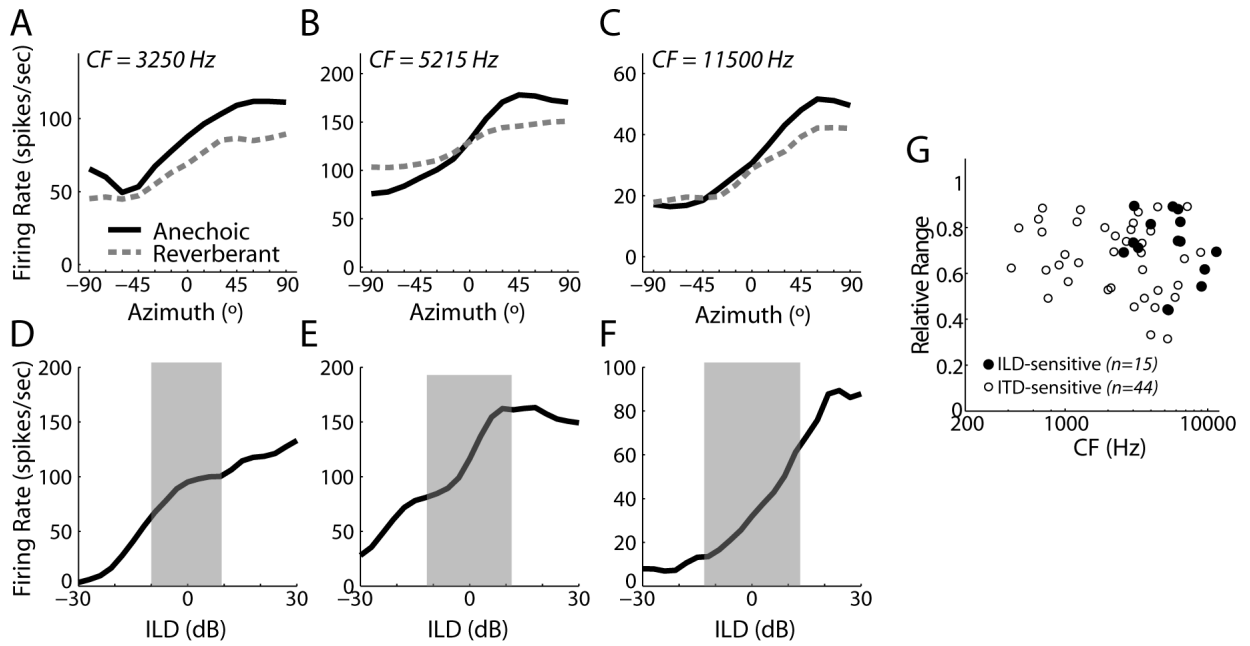 A
CF = 3250 Hz
Firing Rate (spikes/sec)
100
50
0
Anechoic
Reverberant
−90 −45 0 45 90
Azimuth (º)
B
CF = 5215 Hz
200
150
100
50
0
−90 −45 0 45 90
Azimuth (º)
C
CF = 11500 Hz
60
40
20
0
−90 −45 0 45 90
Azimuth (º)
D
Firing Rate (spikes/sec)
200
150
100
50
0
−30 0 30
ILD (dB)
E
200
150
100
50
0
−30 0 30
ILD (dB)
F
100
80
60
40
20
0
−30 0 30
ILD (dB)
G
Relative Range
1
0.8
0.6
0.4
0.2
0
ILD-sensitive (n=15)
ITD-sensitive (n=44)
200 1000 10000
CF (Hz)